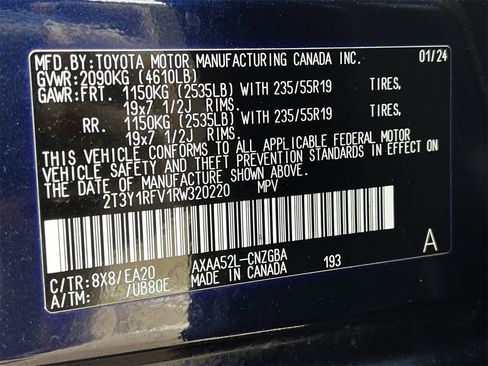 MFD.BY:TOYOTA MOTOR MANUFACTURING CANADA INC. 01/24
GVWR:2090KG (4610LB)
GAWR:FRT. 1150KG (2535LB) WITH 235/55R19 TIRES,
19x7 1/2J RIMS.
RR. 1150KG (2535LB) WITH 235/55R19 TIRES,
19x7 1/2J RIMS.
THIS VEHICLE CONFORMS TO ALL APPLICABLE FEDERAL MOTOR
VEHICLE SAFETY AND THEFT PREVENTION STANDARDS IN EFFECT
ON THE DATE OF MANUFACTURE SHOWN ABOVE.
2T3Y1RFV1RW320220 MPV
C/TR:8X8/EA20 AXAA52L-CNZGBA 193 A
A/TM: /UB80E MADE IN CANADA